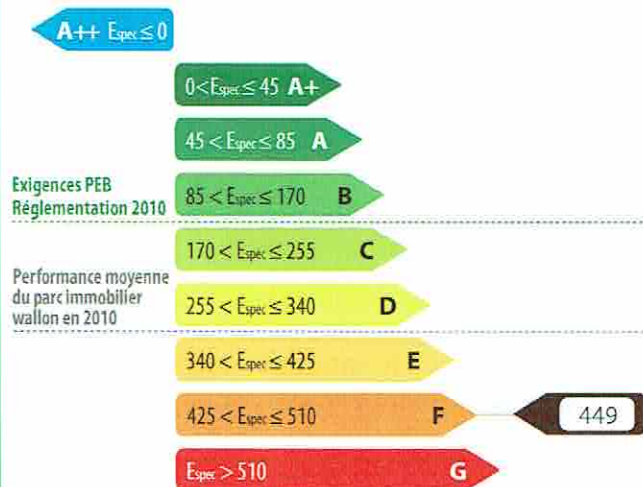 A++ Espec ≤ 0
0 < Espec ≤ 45 A+
45 < Espec ≤ 85 A
Exigences PEB
Réglementation 2010
85 < Espec ≤ 170 B
170 < Espec ≤ 255 C
Performance moyenne
du parc immobilier
wallon en 2010
255 < Espec ≤ 340 D
340 < Espec ≤ 425 E
425 < Espec ≤ 510 F
449
Espec > 510 G